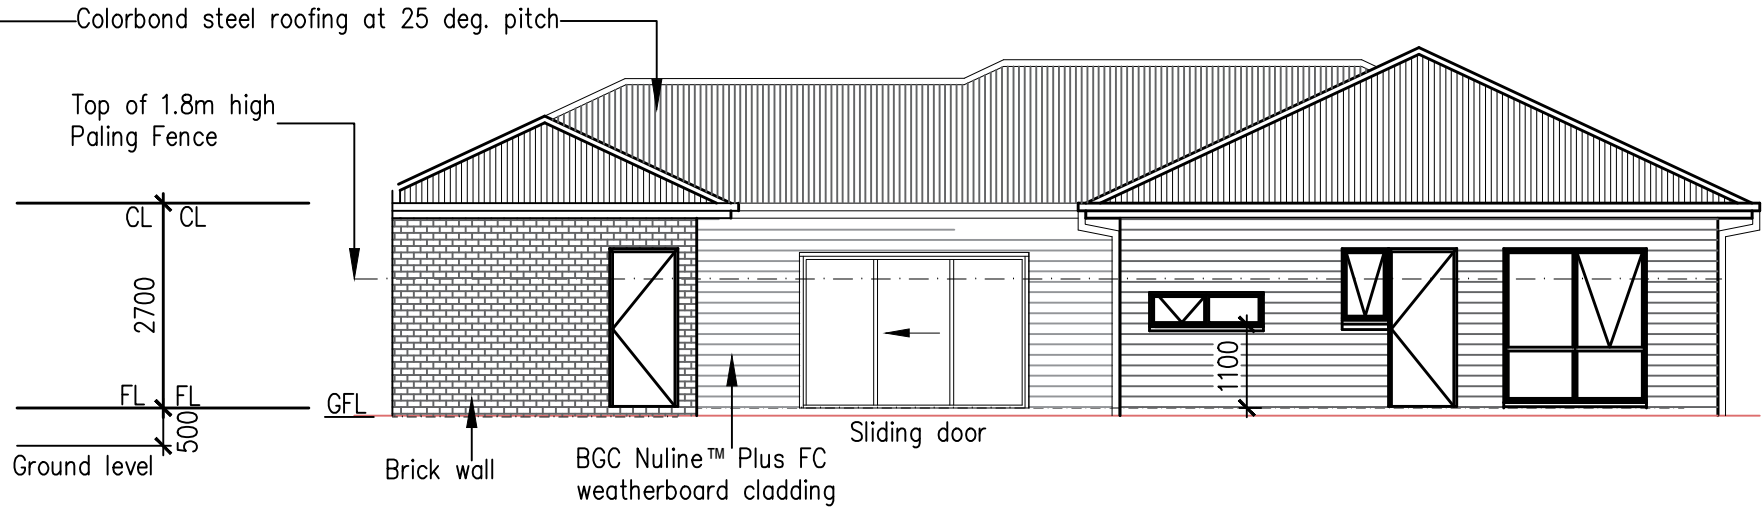 Colorbond steel roofing at 25 deg. pitch
Top of 1.8m high
Paling Fence
CL CL
2700
FL FL
GFL
500
Ground level
1100
Sliding door
Brick wall
BGC Nuline™ Plus FC
weatherboard cladding